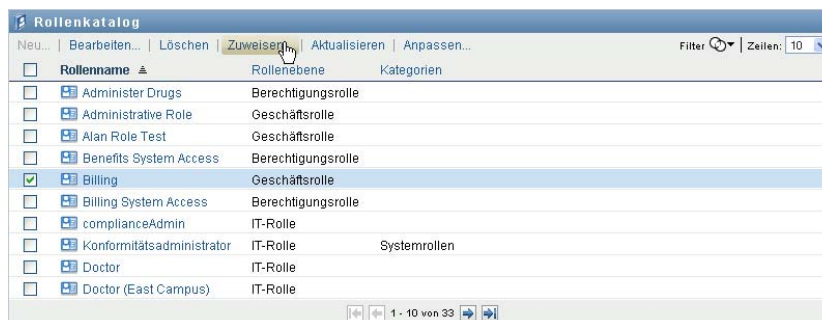 Rollenkatalog
Neu... | Bearbeiten... | Löschen | Zuweisen... | Aktualisieren | Anpassen... Filter Zeilen: 10
Rollenname Rollenebene Kategorien
Administer Drugs Berechtigungsrolle
Administrative Role Geschäftsrolle
Alan Role Test Geschäftsrolle
Benefits System Access Berechtigungsrolle
Billing Geschäftsrolle
Billing System Access Berechtigungsrolle
complianceAdmin IT-Rolle
Konformitätsadministrator IT-Rolle Systemrollen
Doctor IT-Rolle
Doctor (East Campus) IT-Rolle
1 - 10 von 33